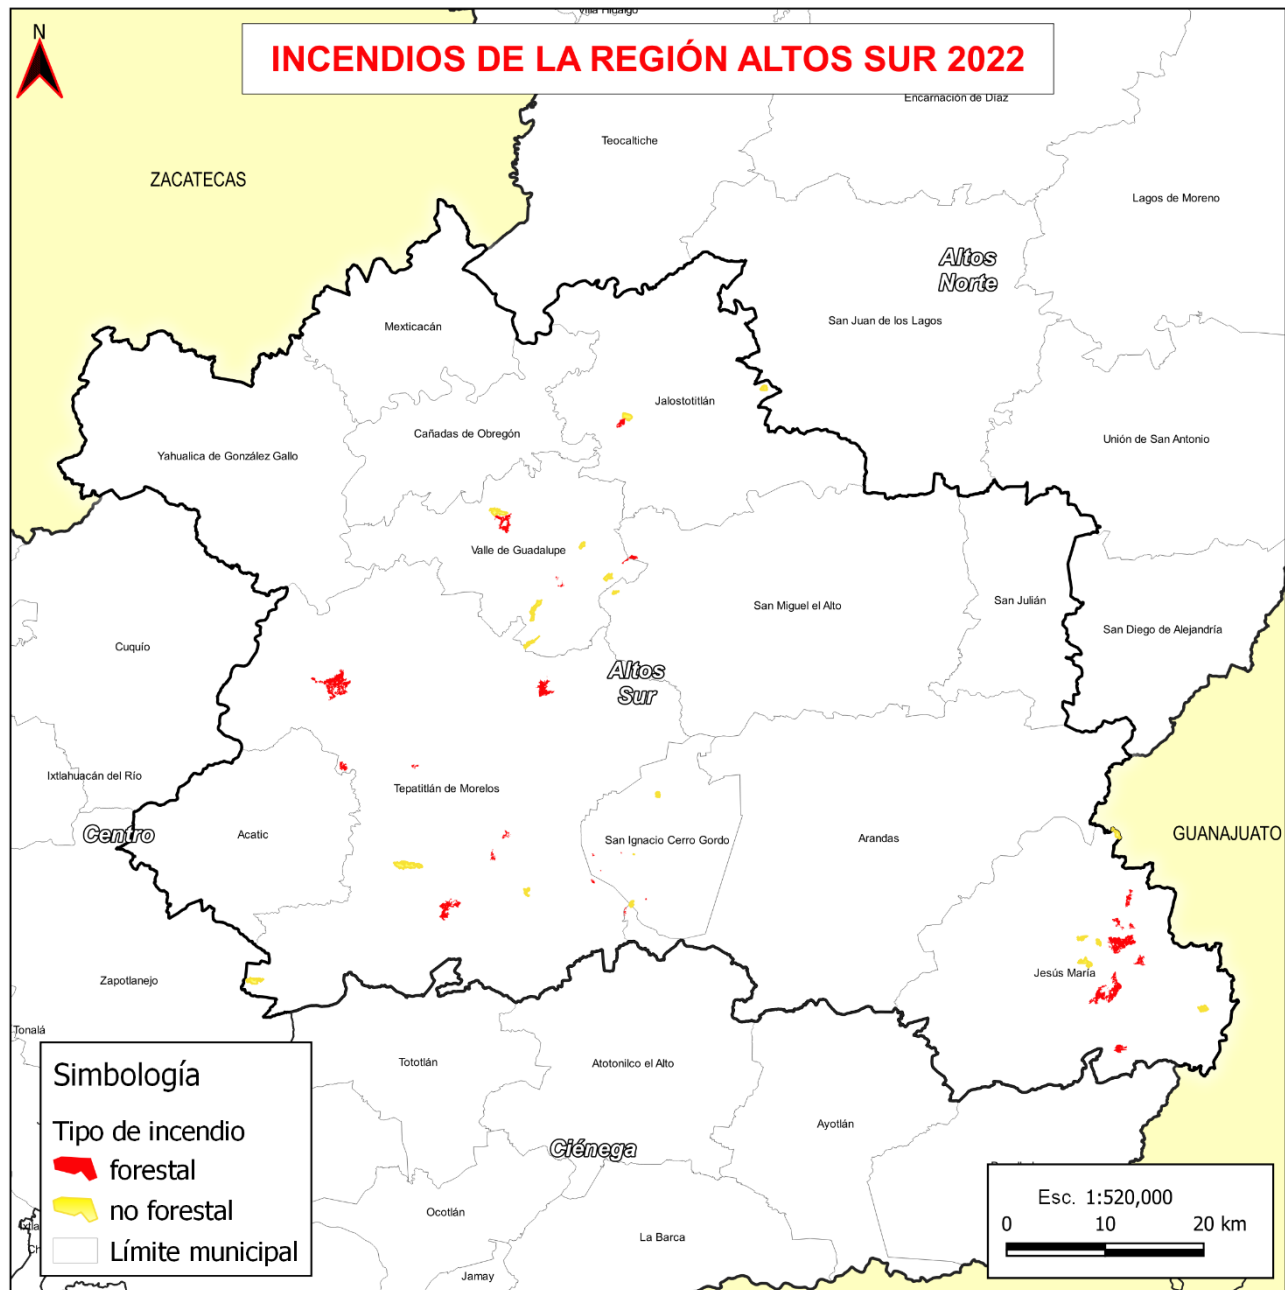 Villa Hidalgo
N
INCENDIOS DE LA REGIÓN ALTOS SUR 2022
Encarnación de Díaz
Teocaltiche
ZACATECAS
Lagos de Moreno
Altos
Norte
San Juan de los Lagos
Mexticacán
Jalostotitlán
Cañadas de Obregón
Unión de San Antonio
Yahualica de González Gallo
Valle de Guadalupe
San Miguel el Alto
San Julián
San Diego de Alejandría
Cuquío
Altos
Sur
Ixtlahuacán del Río
Tepatitlán de Morelos
Centro
Acatic
San Ignacio Cerro Gordo
Arandas
GUANAJUATO
Zapotlanejo
Jesús María
Tonalá
Tototlán
Atotonilco el Alto
Ayotlán
Ciénega
Ocotlán
La Barca
Jamay
Simbología
Tipo de incendio
forestal
no forestal
Límite municipal
Esc. 1:520,000
0 10 20 km